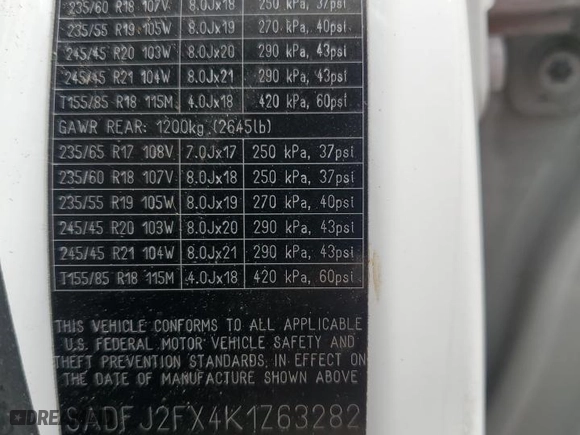 235/60 R18 107V 8.0Jx18 250 kPa, 37psi
235/55 R19 105W 8.0Jx19 270 kPa, 40psi
245/45 R20 103W 8.0Jx20 290 kPa, 43psi
245/45 R21 104W 8.0Jx21 290 kPa, 43psi
T155/85 R18 115M 4.0Jx18 420 kPa, 60psi
GAWR REAR: 1200kg (2645lb)
235/65 R17 108V 7.0Jx17 250 kPa, 37psi
235/60 R18 107V 8.0Jx18 250 kPa, 37psi
235/55 R19 105W 8.0Jx19 270 kPa, 40psi
245/45 R20 103W 8.0Jx20 290 kPa, 43psi
245/45 R21 104W 8.0Jx21 290 kPa, 43psi
T155/85 R18 115M 4.0Jx18 420 kPa, 60psi
THIS VEHICLE CONFORMS TO ALL APPLICABLE
U.S. FEDERAL MOTOR VEHICLE SAFETY AND
THEFT PREVENTION STANDARDS, IN EFFECT ON
THE DATE OF MANUFACTURE SHOWN ABOVE
SADFJ2FX4K1Z63282